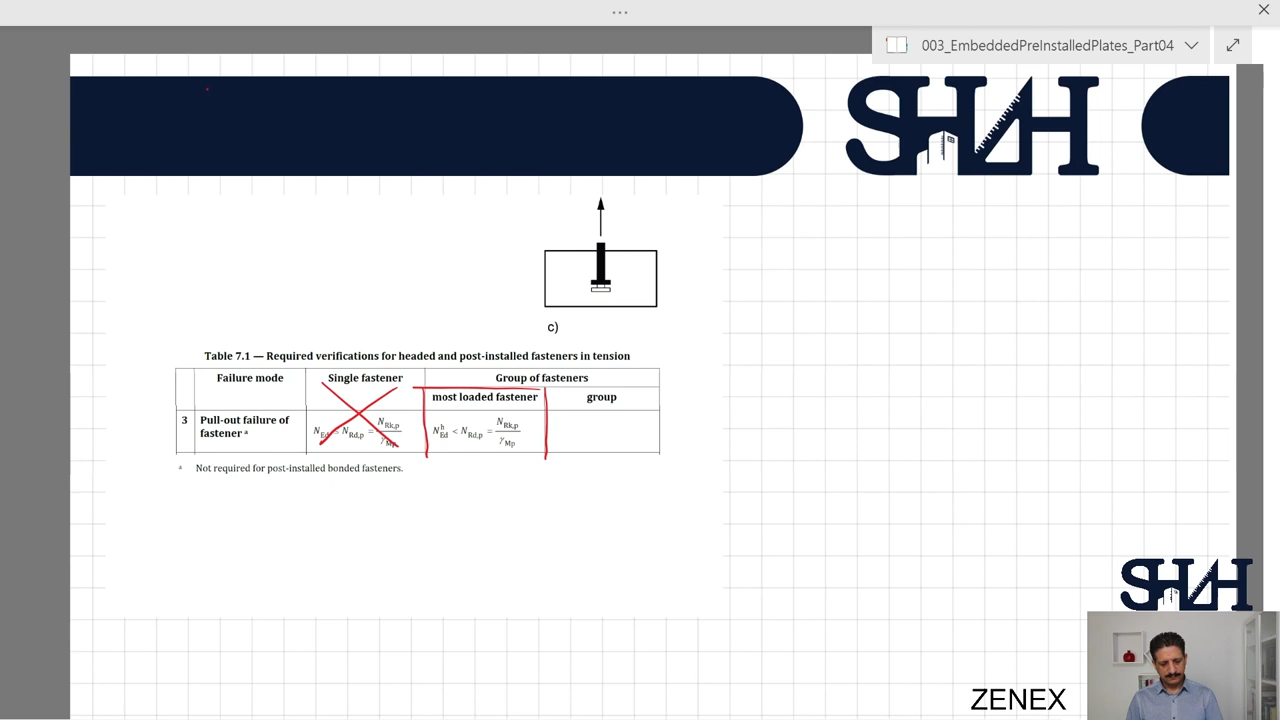 ...
003_EmbeddedPreInstalledPlates_Part04
SHZH
c)
Table 7.1 — Required verifications for headed and post-installed fasteners in tension
Failure mode Single fastener Group of fasteners
most loaded fastener group
3 Pull-out failure of fastener a N_Ed ≤ N_Rd,p = N_Rk,p / γ_Mp N^h_Ed < N_Rd,p = N_Rk,p / γ_Mp
a Not required for post-installed bonded fasteners.
SHZH
ZENEX